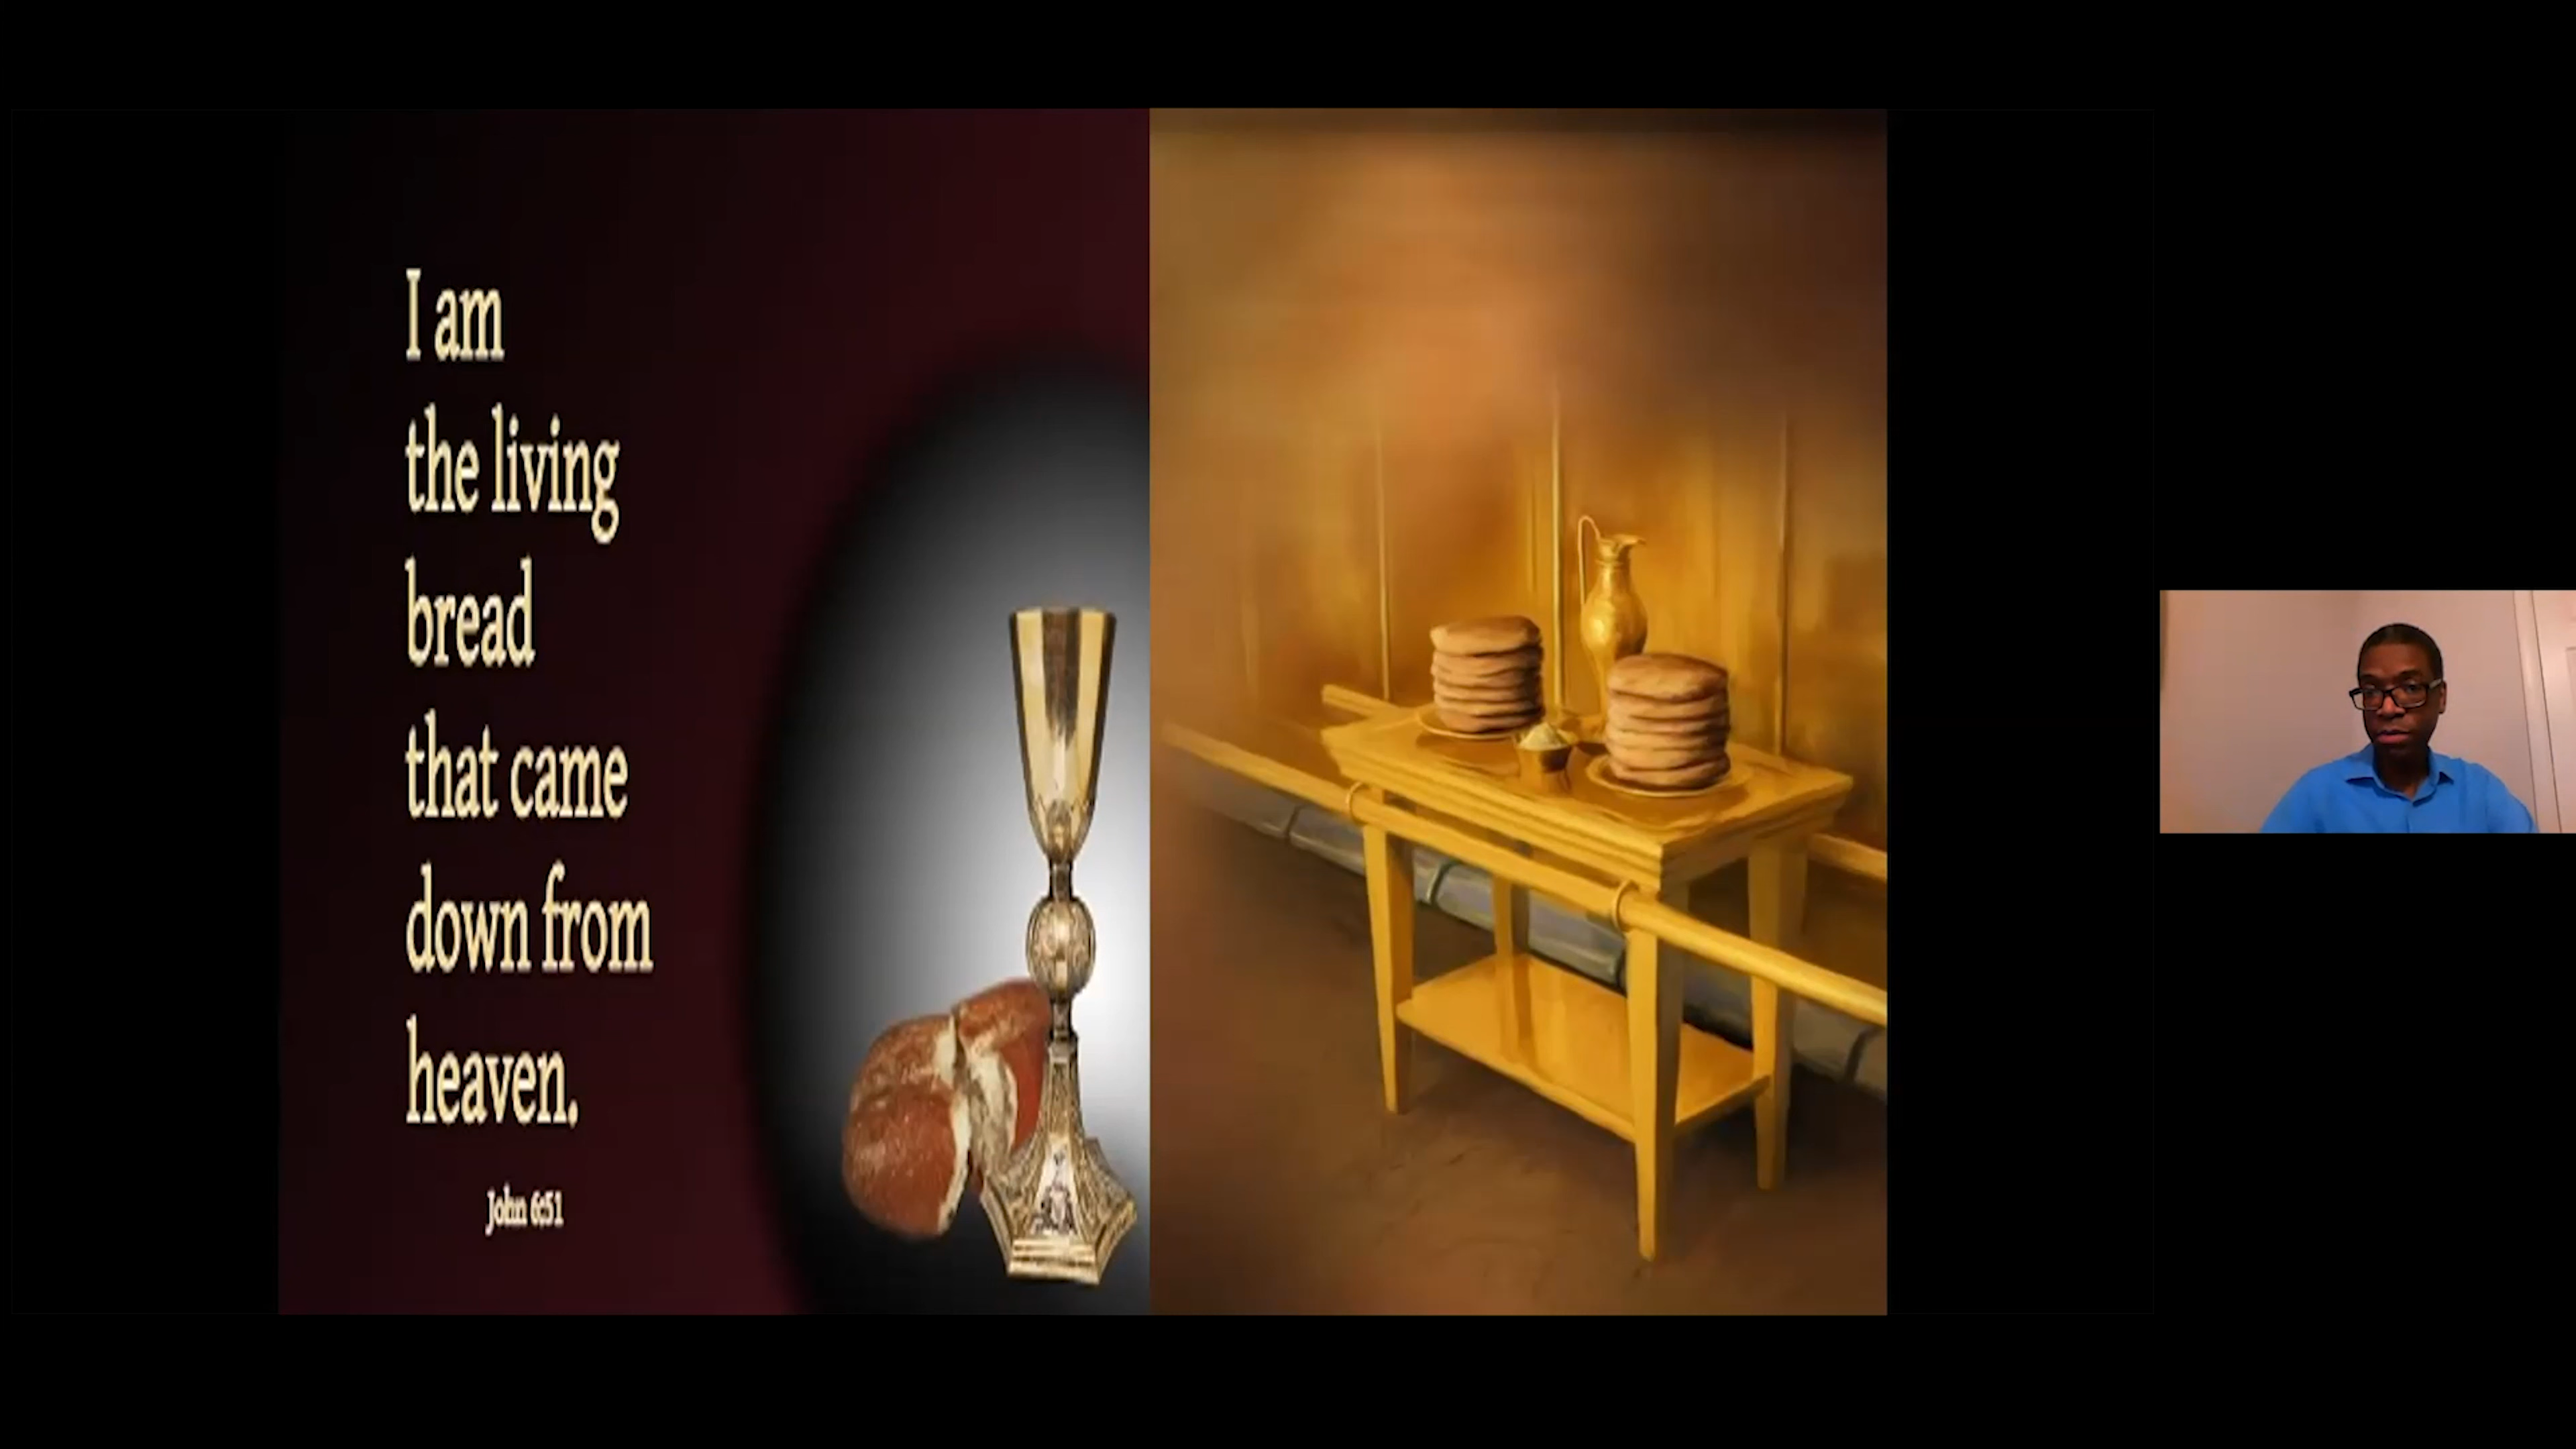 I am
the living
bread
that came
down from
heaven.
John 6:51